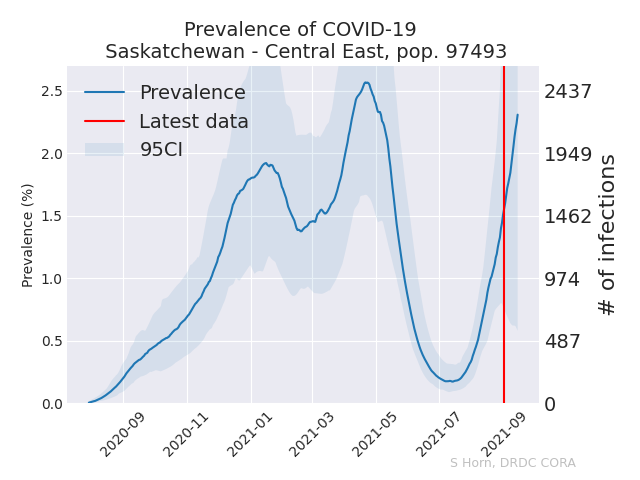 Prevalence of COVID-19
Saskatchewan - Central East, pop. 97493
Prevalence
Latest data
95CI
Prevalence (%)
2.5
2.0
1.5
1.0
0.5
0.0
2437
1949
1462
974
487
0
# of infections
2020-09
2020-11
2021-01
2021-03
2021-05
2021-07
2021-09
S Horn, DRDC CORA